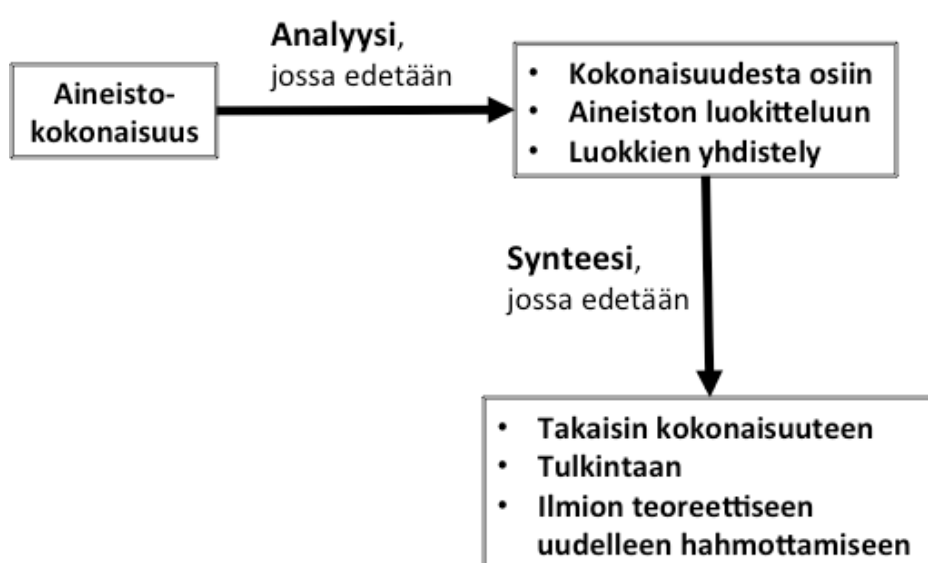 Analyysi,
jossa edetään
Aineisto-
kokonaisuus
• Kokonaisuudesta osiin
• Aineiston luokitteluun
• Luokkien yhdistely
Synteesi,
jossa edetään
• Takaisin kokonaisuuteen
• Tulkintaan
• Ilmion teoreettiseen
uudelleen hahmottamiseen